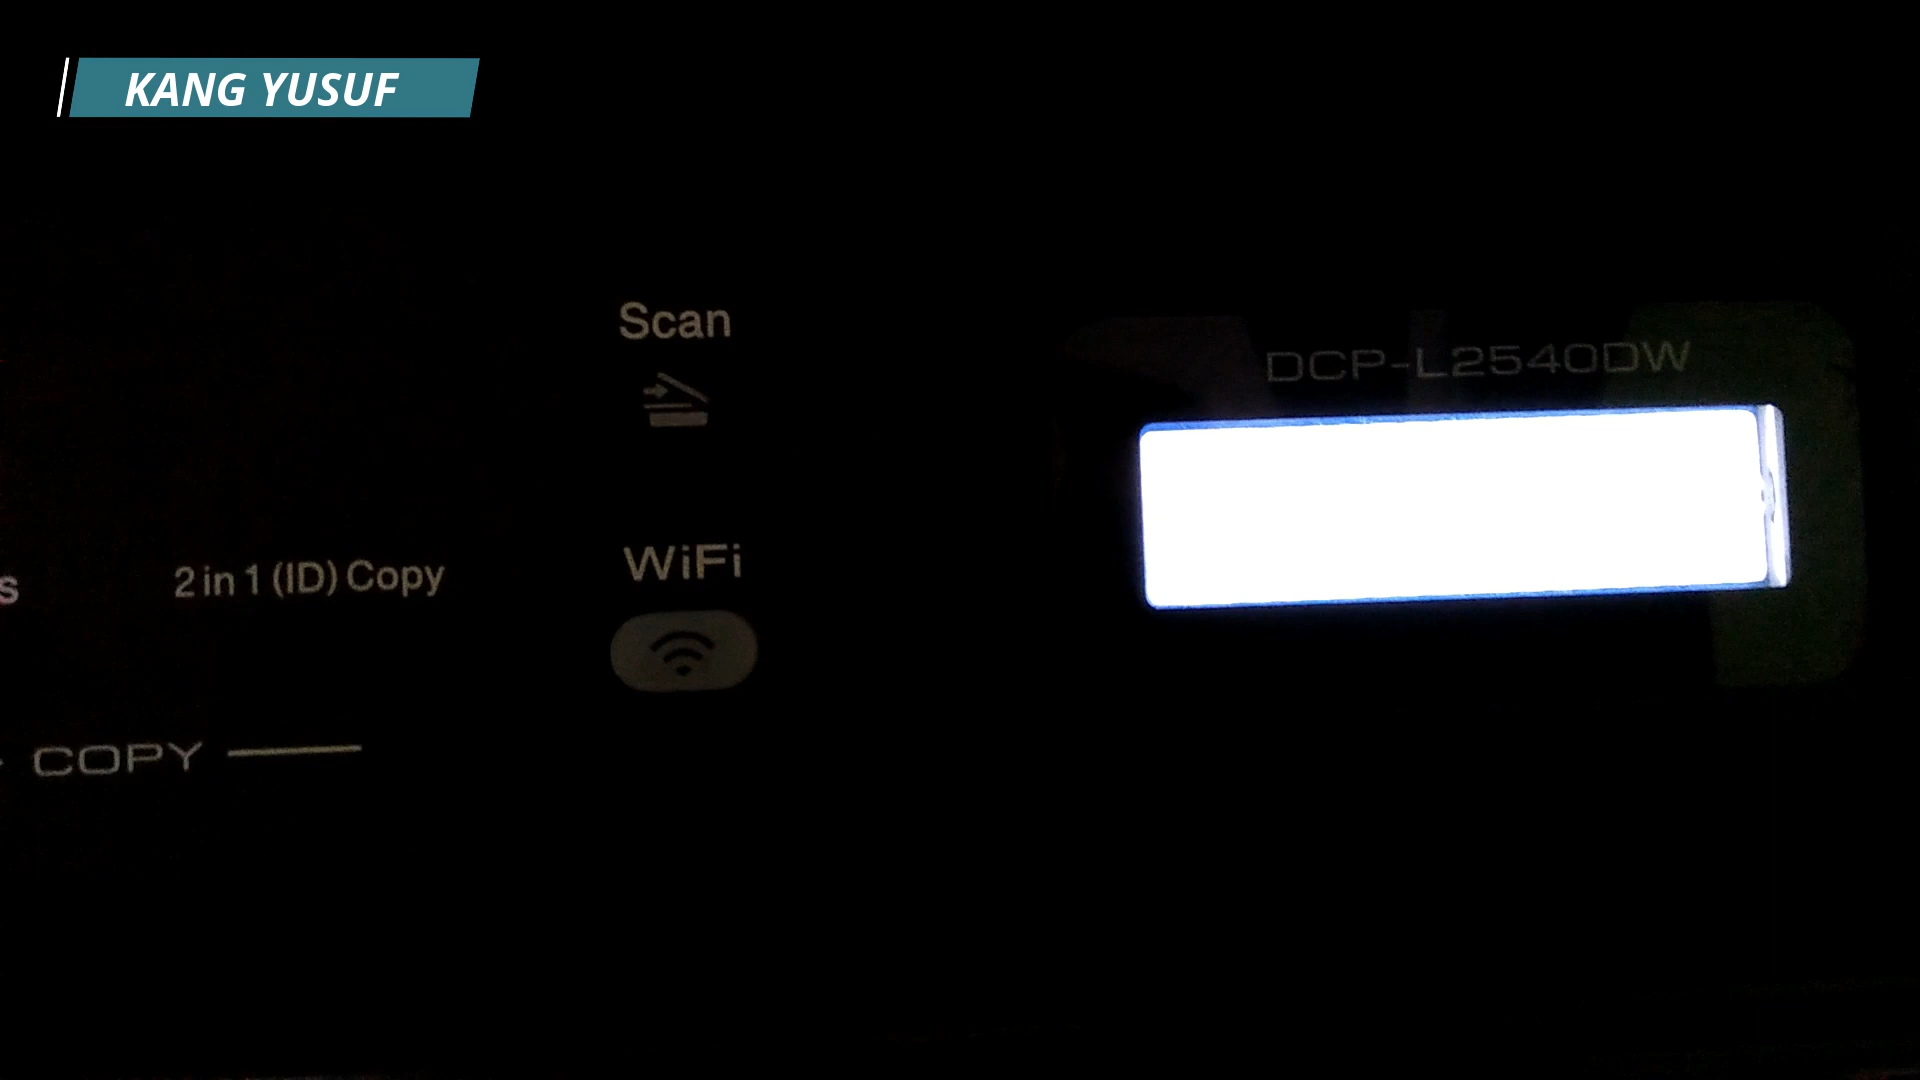 KANG YUSUF
Scan
DCP-L2540DW
WiFi
s
2 in 1 (ID) Copy
COPY